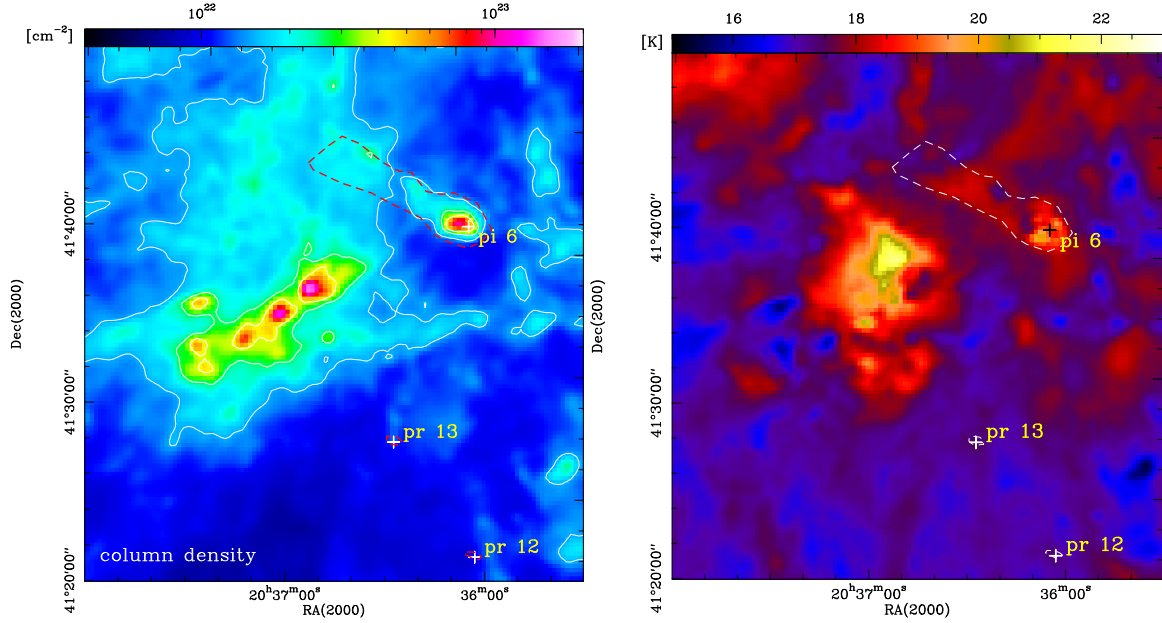 10²² 10²³
[cm⁻²]
41°40'00"
41°30'00"
41°20'00"
Dec(2000)
pi 6
pr 13
pr 12
column density
20ʰ37ᵐ00ˢ 36ᵐ00ˢ
RA(2000)
16 18 20 22
[K]
41°40'00"
41°30'00"
41°20'00"
Dec(2000)
pi 6
pr 13
pr 12
20ʰ37ᵐ00ˢ 36ᵐ00ˢ
RA(2000)